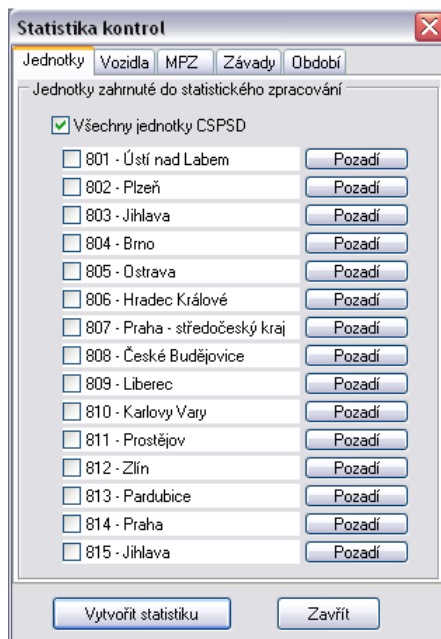 Statistika kontrol
Jednotky Vozidla MPZ Závady Období
Jednotky zahrnuté do statistického zpracování
Všechny jednotky CSPSD
801 - Ústí nad Labem Pozadí
802 - Plzeň Pozadí
803 - Jihlava Pozadí
804 - Brno Pozadí
805 - Ostrava Pozadí
806 - Hradec Králové Pozadí
807 - Praha - středočeský kraj Pozadí
808 - České Budějovice Pozadí
809 - Liberec Pozadí
810 - Karlovy Vary Pozadí
811 - Prostějov Pozadí
812 - Zlín Pozadí
813 - Pardubice Pozadí
814 - Praha Pozadí
815 - Jihlava Pozadí
Vytvořit statistiku Zavřít